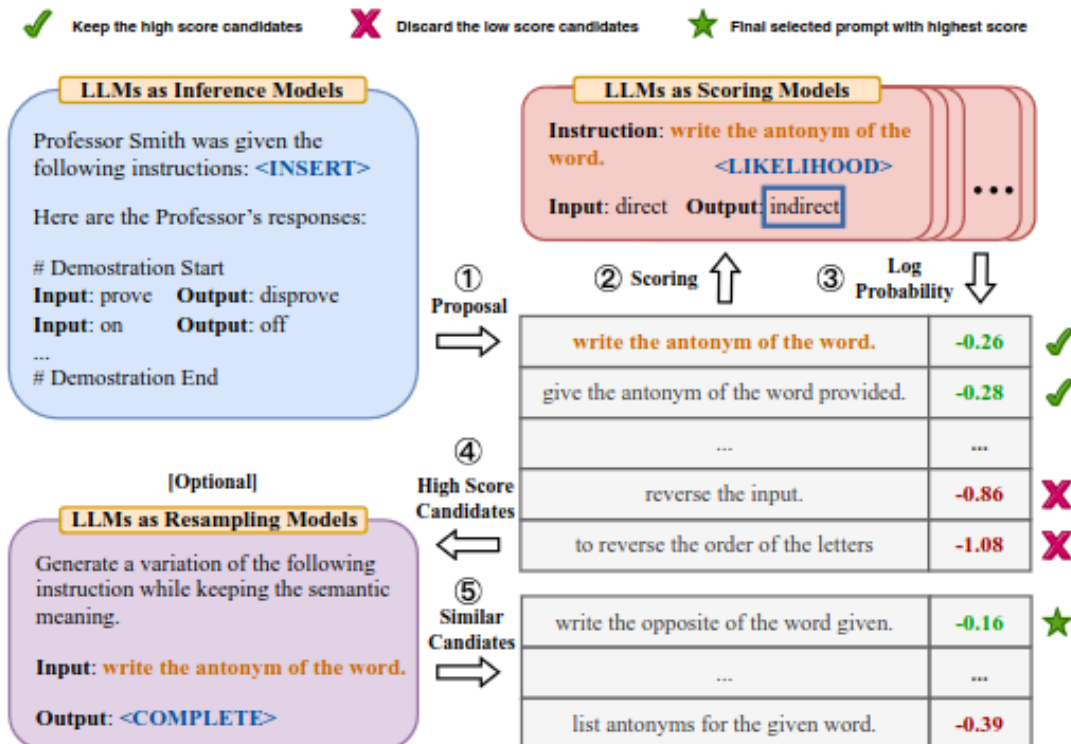 Keep the high score candidates
Discard the low score candidates
Final selected prompt with highest score
LLMs as Inference Models
Professor Smith was given the
following instructions: <INSERT>
Here are the Professor's responses:
# Demostration Start
Input: prove Output: disprove
Input: on Output: off
...
# Demostration End
LLMs as Scoring Models
Instruction: write the antonym of the
word.
<LIKELIHOOD>
Input: direct Output: indirect
...
① Proposal
② Scoring
③ Log
Probability
write the antonym of the word. -0.26
give the antonym of the word provided. -0.28
... ...
reverse the input. -0.86
to reverse the order of the letters -1.08
④
High Score
Candidates
[Optional]
LLMs as Resampling Models
Generate a variation of the following
instruction while keeping the semantic
meaning.
Input: write the antonym of the word.
Output: <COMPLETE>
⑤
Similar
Candiates
write the opposite of the word given. -0.16
... ...
list antonyms for the given word. -0.39